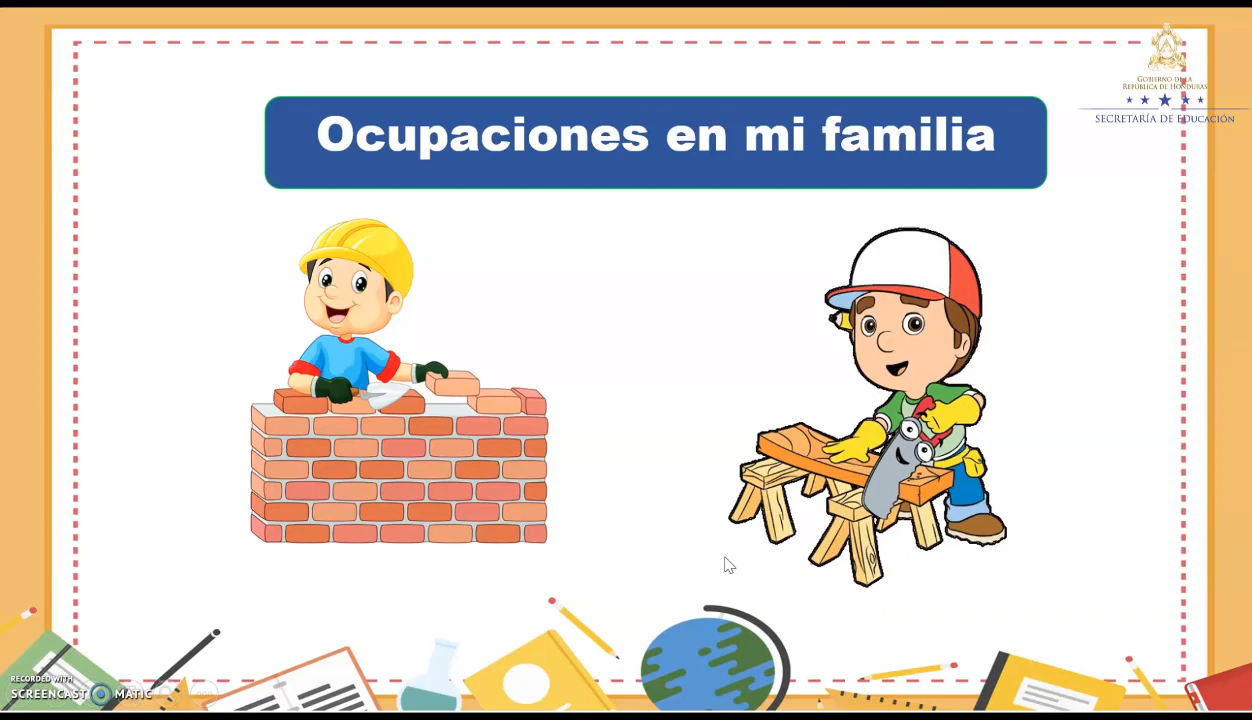 Ocupaciones en mi familia
GOBIERNO DE LA
REPÚBLICA DE HONDURAS
SECRETARÍA DE EDUCACIÓN
RECORDED WITH
SCREENCAST MATIC